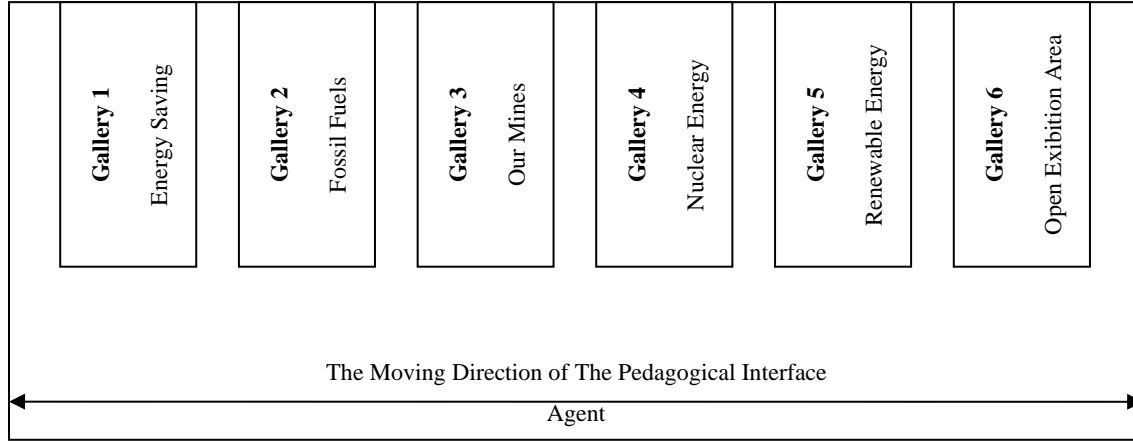 Gallery 1
Energy Saving
Gallery 2
Fossil Fuels
Gallery 3
Our Mines
Gallery 4
Nuclear Energy
Gallery 5
Renewable Energy
Gallery 6
Open Exibition Area
The Moving Direction of The Pedagogical Interface
Agent